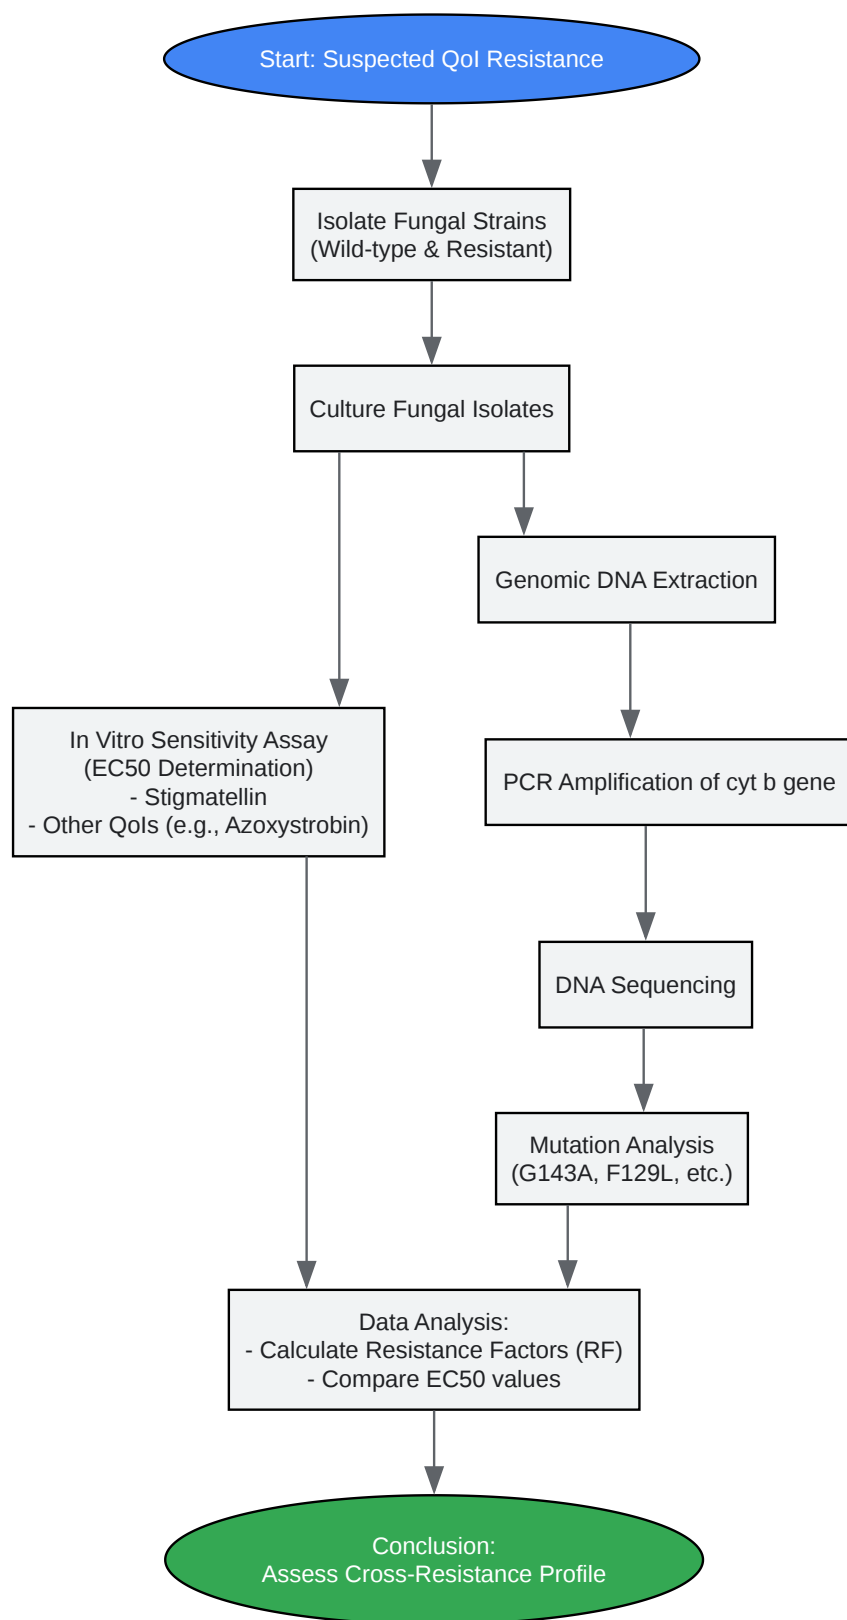 Start: Suspected QoI Resistance
Isolate Fungal Strains
(Wild-type & Resistant)
Culture Fungal Isolates
Genomic DNA Extraction
In Vitro Sensitivity Assay
(EC50 Determination)
- Stigmatellin
- Other QoIs (e.g., Azoxystrobin)
PCR Amplification of cyt b gene
DNA Sequencing
Mutation Analysis
(G143A, F129L, etc.)
Data Analysis:
- Calculate Resistance Factors (RF)
- Compare EC50 values
Conclusion:
Assess Cross-Resistance Profile